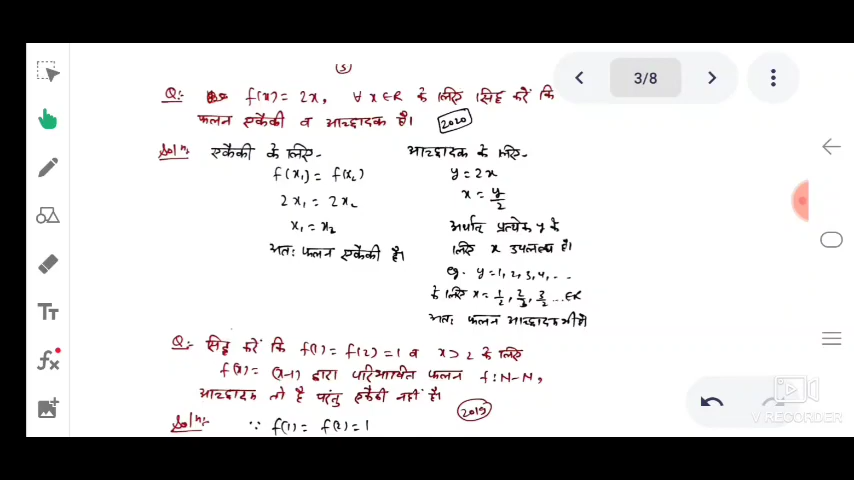 (5)
3/8
Q:- f(x) = 2x, ∀ x ∈ R के लिए सिद्ध करें कि
फलन एकैकी व आच्छादक है। 2020
Solⁿ:- एकैकी के लिए-
f(x₁) = f(x₂)
2x₁ = 2x₂
x₁ = x₂
अतः फलन एकैकी है।
आच्छादक के लिए-
y = 2x
x = y/2
अर्थात् प्रत्येक y के
लिए x उपलब्ध है।
eg. y = 1, 2, 3, 4, ...
के लिए x = 1/2, 2/2, 3/2 ... ∈ R
अतः फलन आच्छादक भी है
Q:- सिद्ध करें कि f(1) = f(2) = 1 व x > 2 के लिए
f(x) = (x-1) द्वारा परिभाषित फलन f: N-N,
आच्छादक तो है परंतु एकैकी नहीं है। 2019
Solⁿ:- ∵ f(1) = f(2) = 1
Tт
fx
V RECORDER